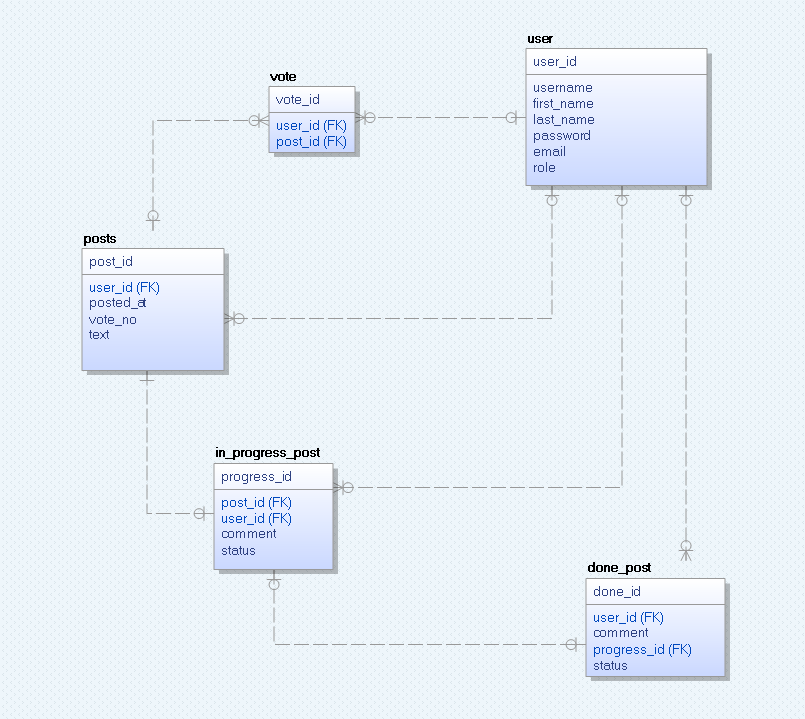 user
user_id
username
first_name
last_name
password
email
role
vote
vote_id
user_id (FK)
post_id (FK)
posts
post_id
user_id (FK)
posted_at
vote_no
text
in_progress_post
progress_id
post_id (FK)
user_id (FK)
comment
status
done_post
done_id
user_id (FK)
comment
progress_id (FK)
status